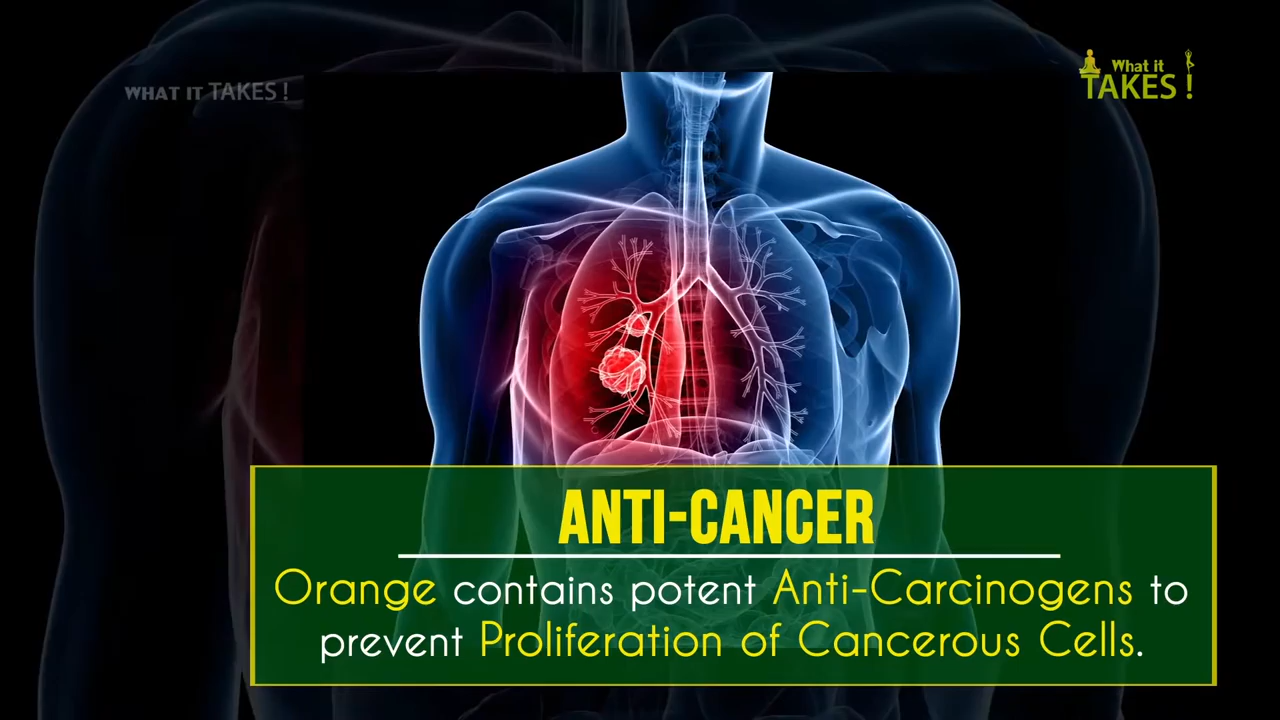 WHAT IT TAKES !
What it
TAKES !
ANTI-CANCER
Orange contains potent Anti-Carcinogens to
prevent Proliferation of Cancerous Cells.